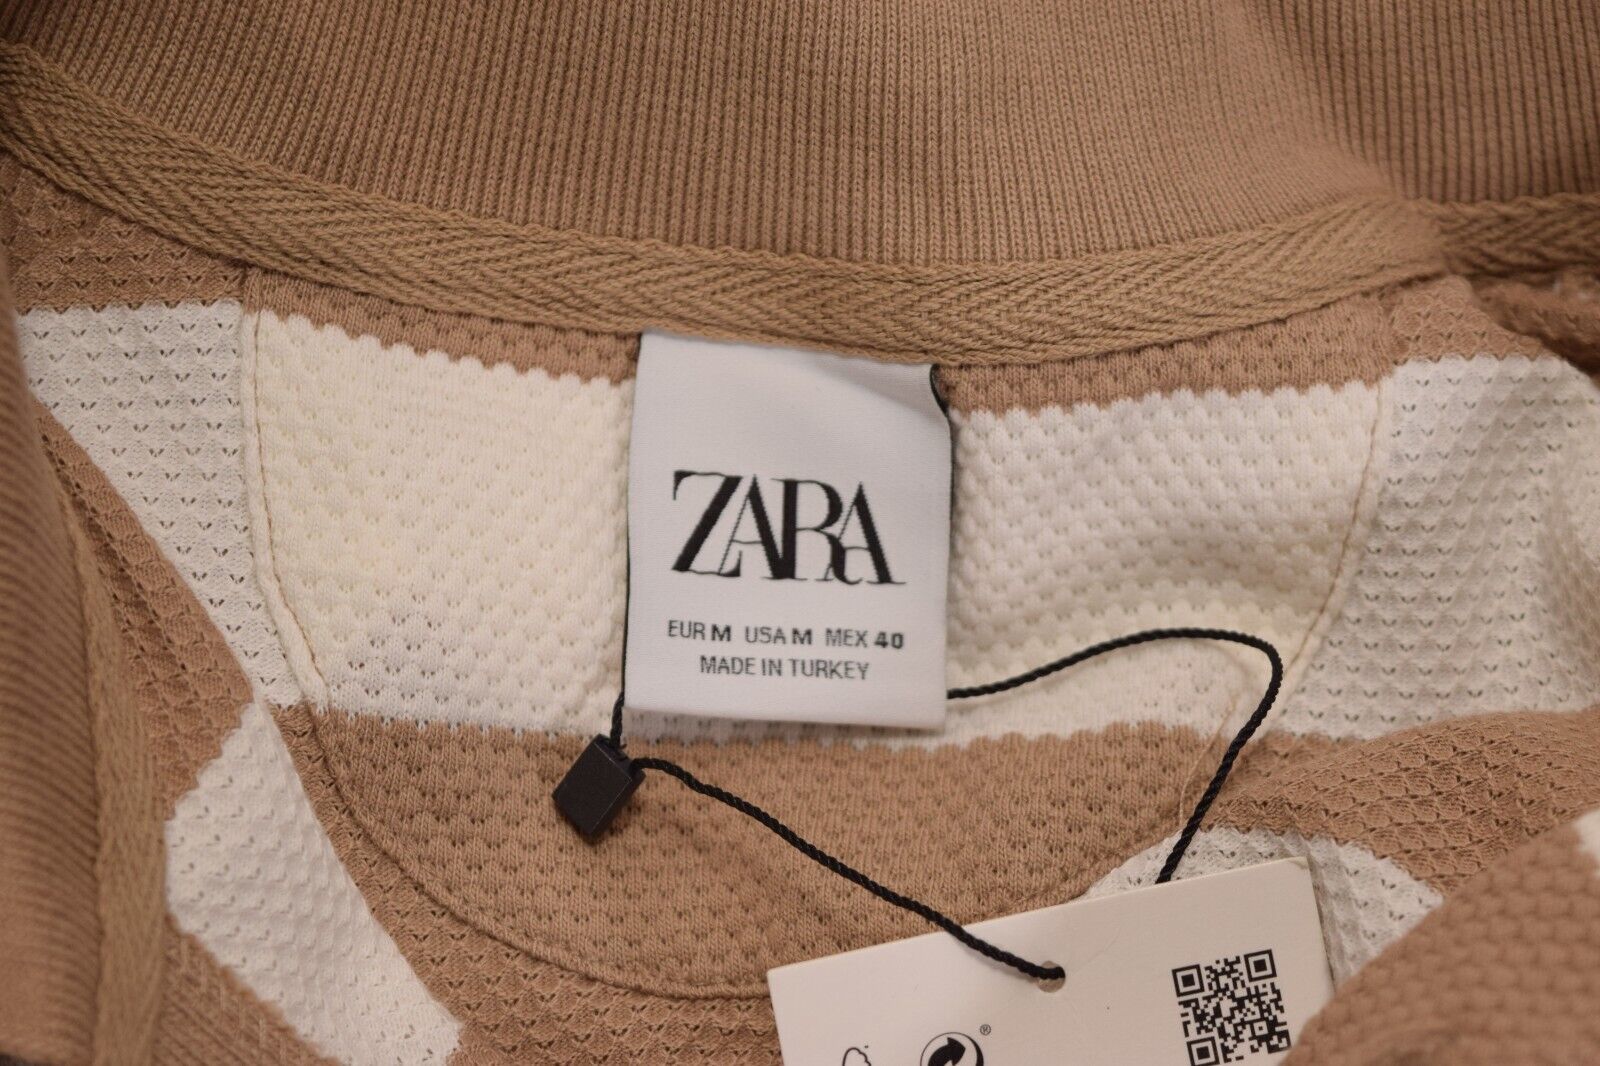 ZARA
EUR M USA M MEX 40
MADE IN TURKEY
®